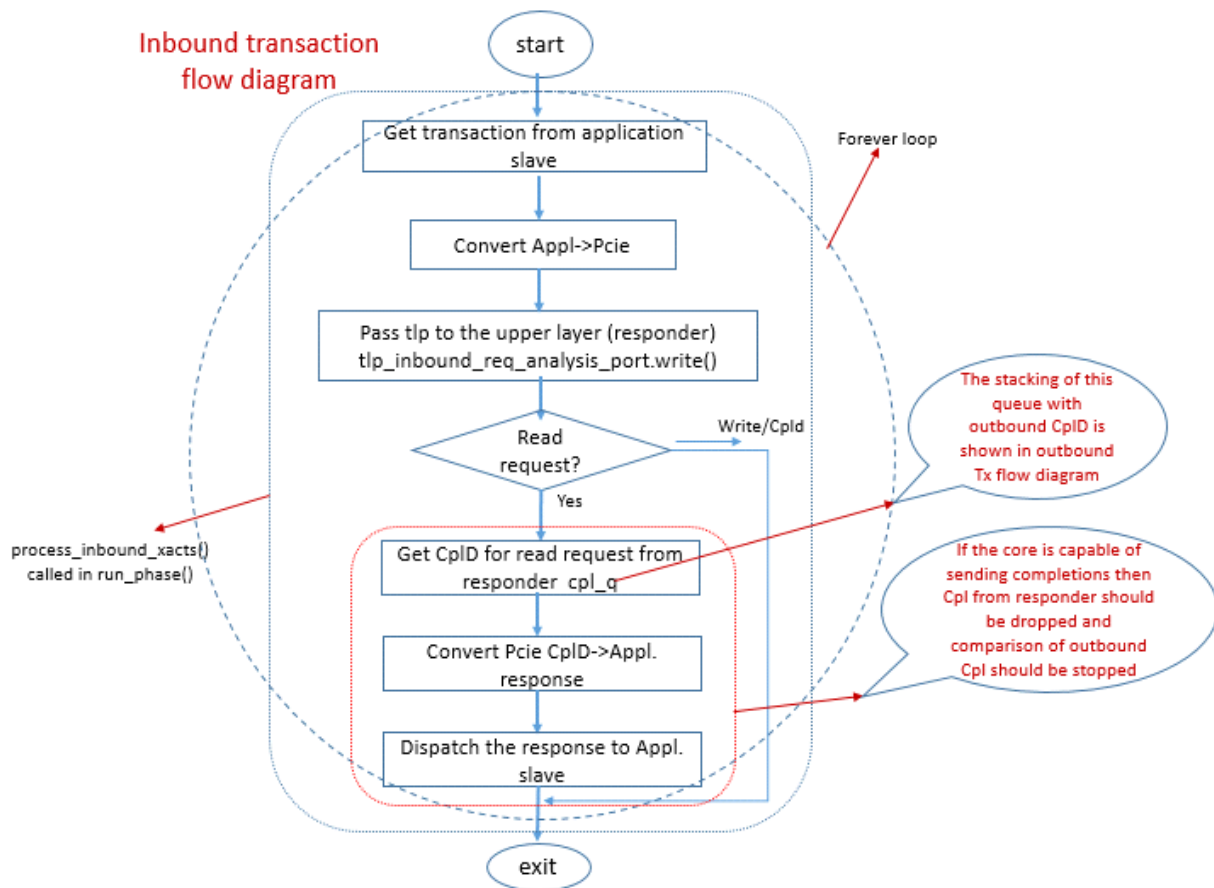 Inbound transaction
flow diagram
start
Get transaction from application
slave
Forever loop
Convert Appl->Pcie
Pass tlp to the upper layer (responder)
tlp_inbound_req_analysis_port.write()
Read
request?
Write/Cpld
Yes
The stacking of this
queue with
outbound CplD is
shown in outbound
Tx flow diagram
process_inbound_xacts()
called in run_phase()
Get CplD for read request from
responder cpl_q
If the core is capable of
sending completions then
Cpl from responder should
be dropped and
comparison of outbound
Cpl should be stopped
Convert Pcie CplD->Appl.
response
Dispatch the response to Appl.
slave
exit